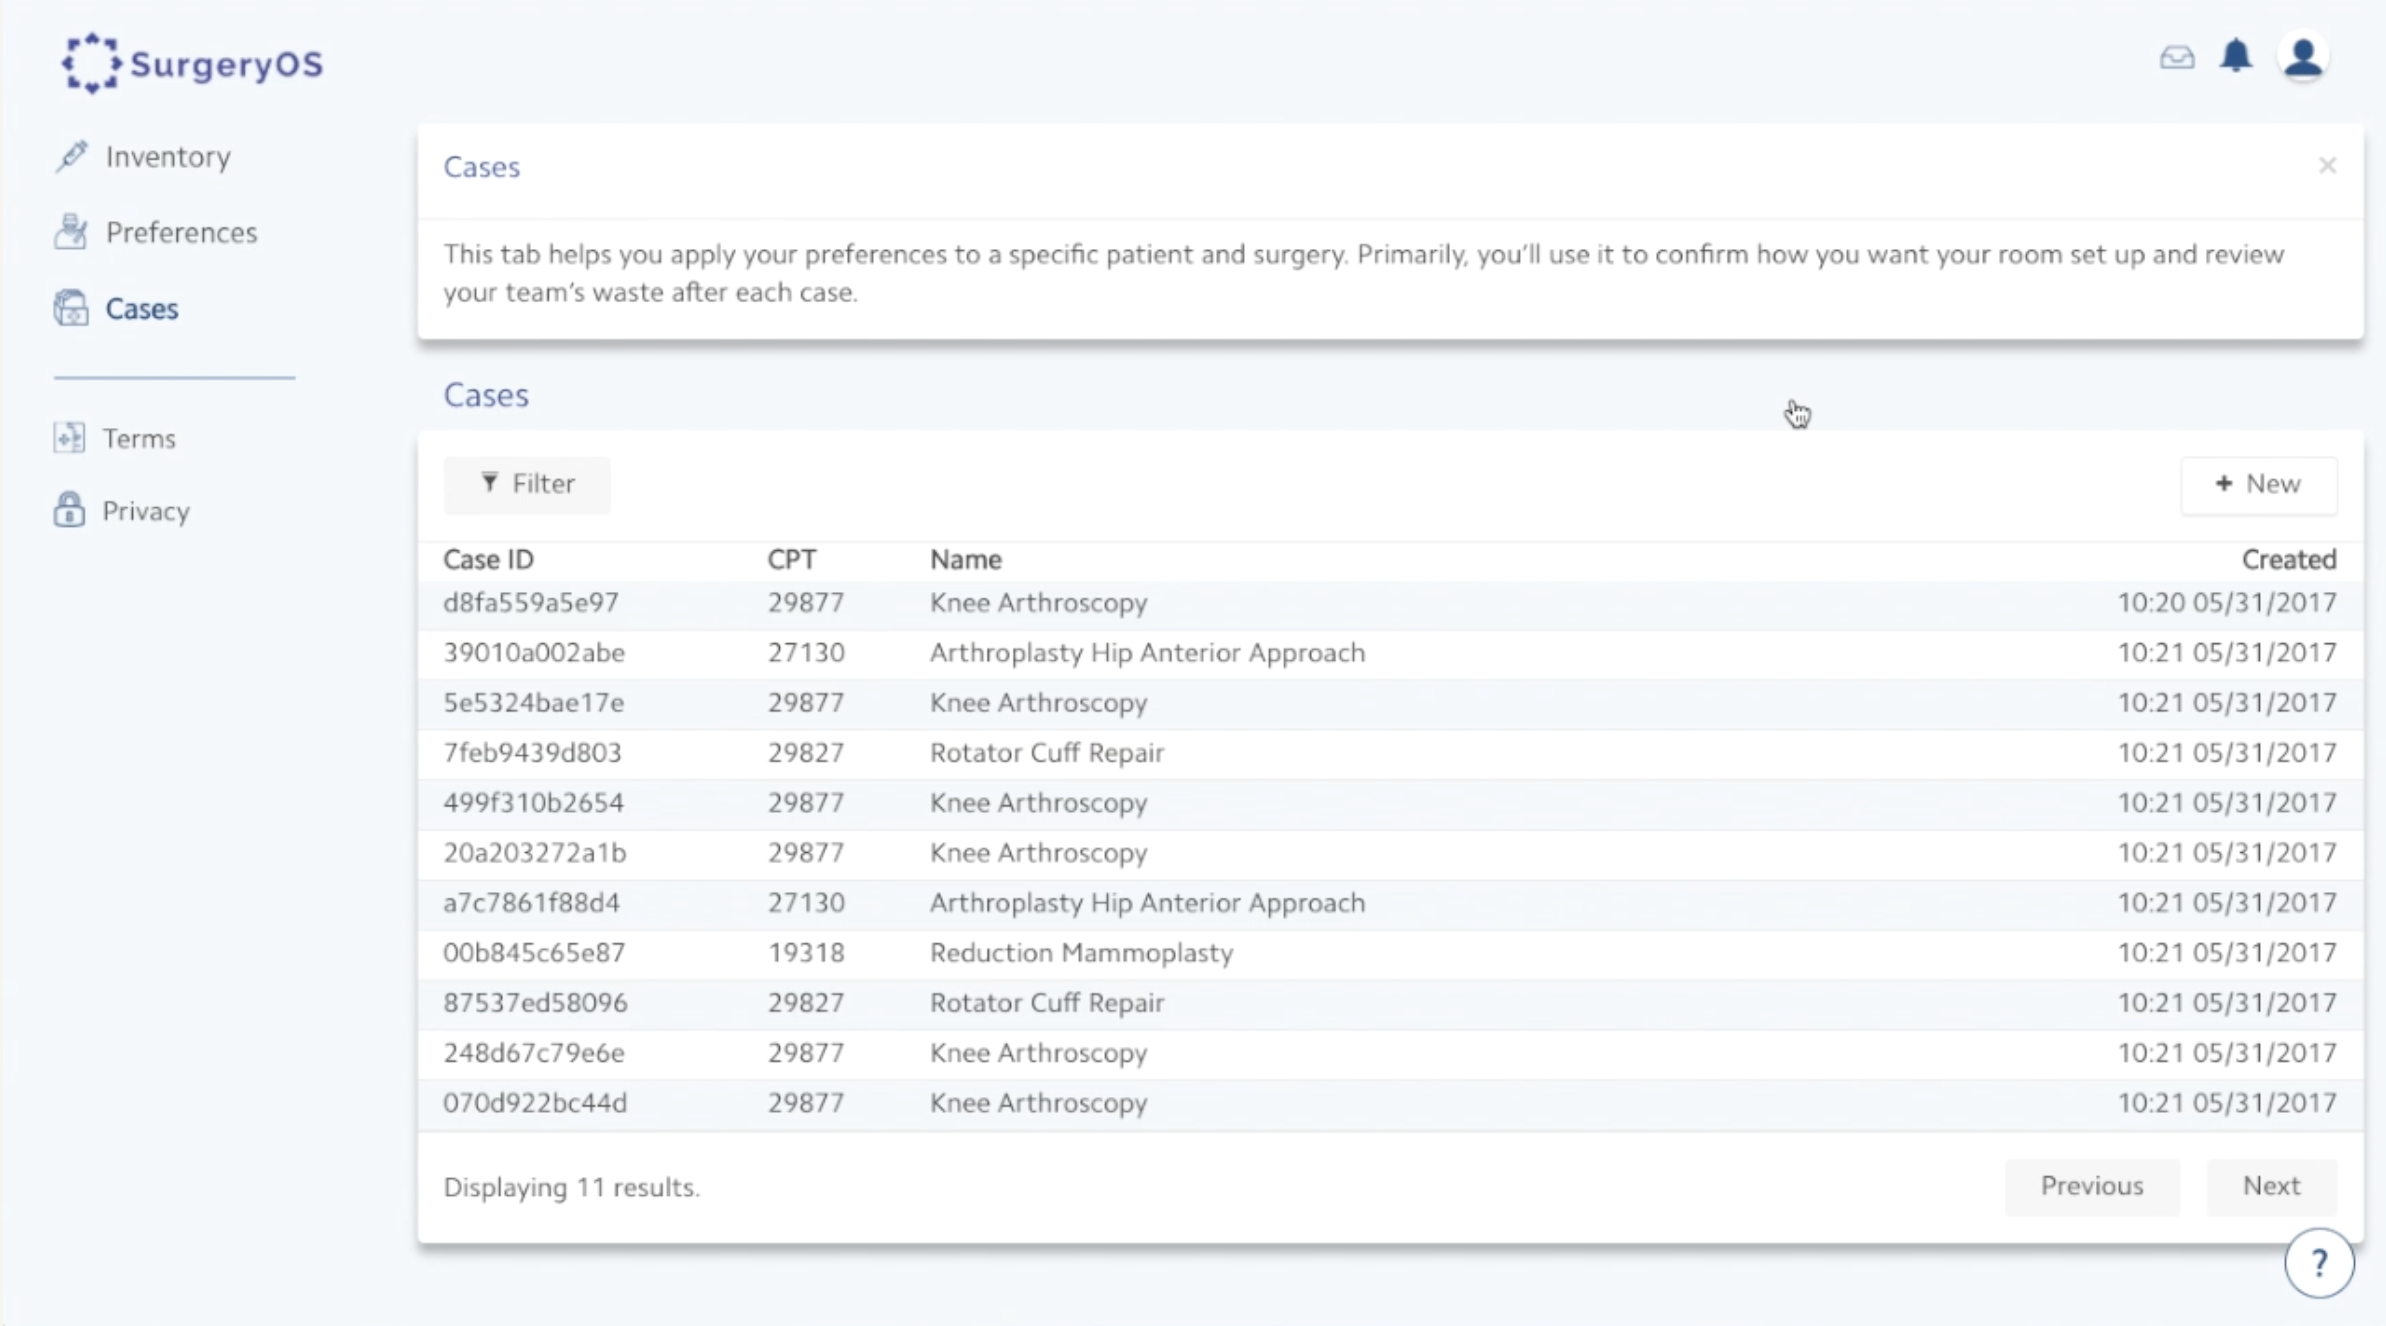 SurgeryOS
Inventory
Preferences
Cases
Terms
Privacy
Cases
×
This tab helps you apply your preferences to a specific patient and surgery. Primarily, you’ll use it to confirm how you want your room set up and review
your team’s waste after each case.
Cases
Filter
+ New
Case ID CPT Name Created
d8fa559a5e97 29877 Knee Arthroscopy 10:20 05/31/2017
39010a002abe 27130 Arthroplasty Hip Anterior Approach 10:21 05/31/2017
5e5324bae17e 29877 Knee Arthroscopy 10:21 05/31/2017
7feb9439d803 29827 Rotator Cuff Repair 10:21 05/31/2017
499f310b2654 29877 Knee Arthroscopy 10:21 05/31/2017
20a203272a1b 29877 Knee Arthroscopy 10:21 05/31/2017
a7c7861f88d4 27130 Arthroplasty Hip Anterior Approach 10:21 05/31/2017
00b845c65e87 19318 Reduction Mammoplasty 10:21 05/31/2017
87537ed58096 29827 Rotator Cuff Repair 10:21 05/31/2017
248d67c79e6e 29877 Knee Arthroscopy 10:21 05/31/2017
070d922bc44d 29877 Knee Arthroscopy 10:21 05/31/2017
Displaying 11 results.
Previous
Next
?